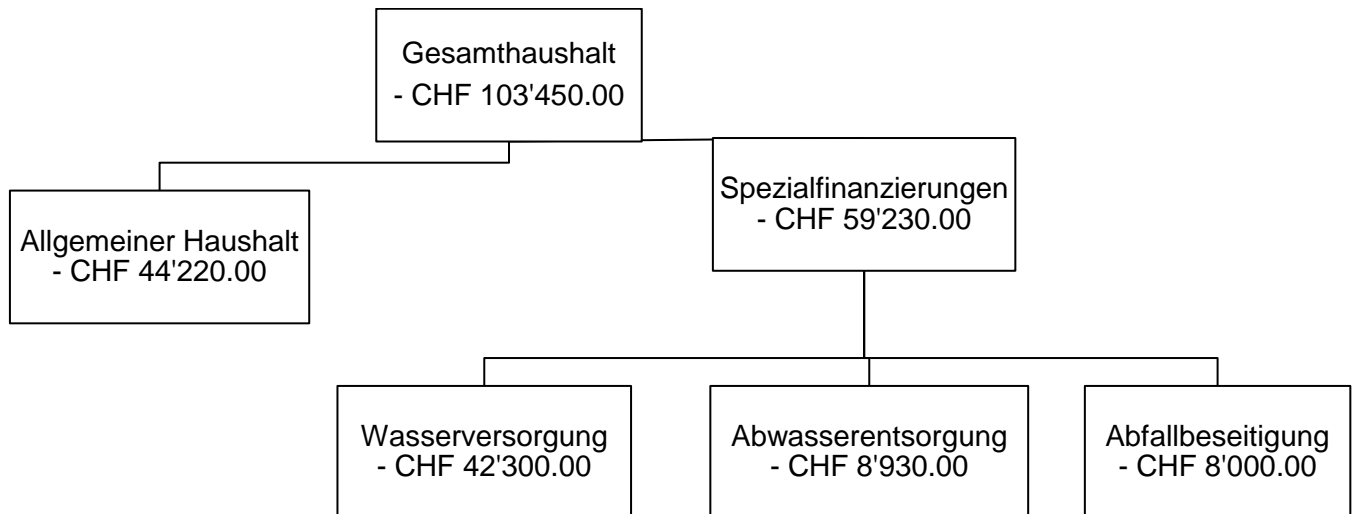 Gesamthaushalt
- CHF 103'450.00
Spezialfinanzierungen
- CHF 59'230.00
Allgemeiner Haushalt
- CHF 44'220.00
Wasserversorgung
- CHF 42'300.00
Abwasserentsorgung
- CHF 8'930.00
Abfallbeseitigung
- CHF 8'000.00